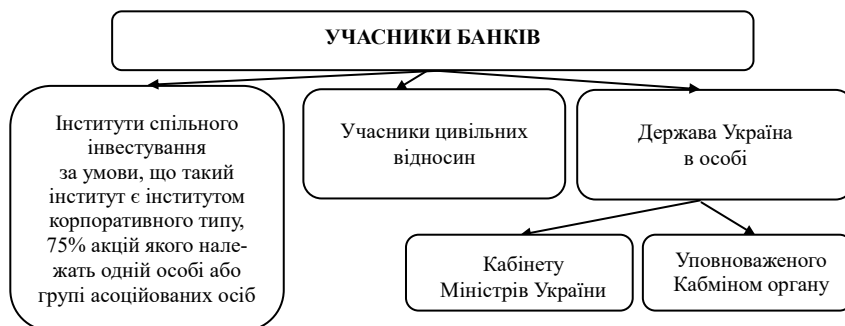 УЧАСНИКИ БАНКІВ
Інститути спільного
інвестування
за умови, що такий
інститут є інститутом
корпоративного типу,
75% акцій якого нале-
жать одній особі або
групі асоційованих осіб
Учасники цивільних
відносин
Держава Україна
в особі
Кабінету
Міністрів України
Уповноваженого
Кабміном органу